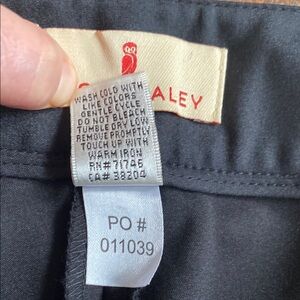 ALEY
WASH COLD WITH
LIKE COLORS
GENTLE CYCLE
DO NOT BLEACH
TUMBLE DRY LOW
REMOVE PROMPTLY
TOUCH UP WITH
WARM IRON
RN# 71746
CA# 38204
PO #
011039